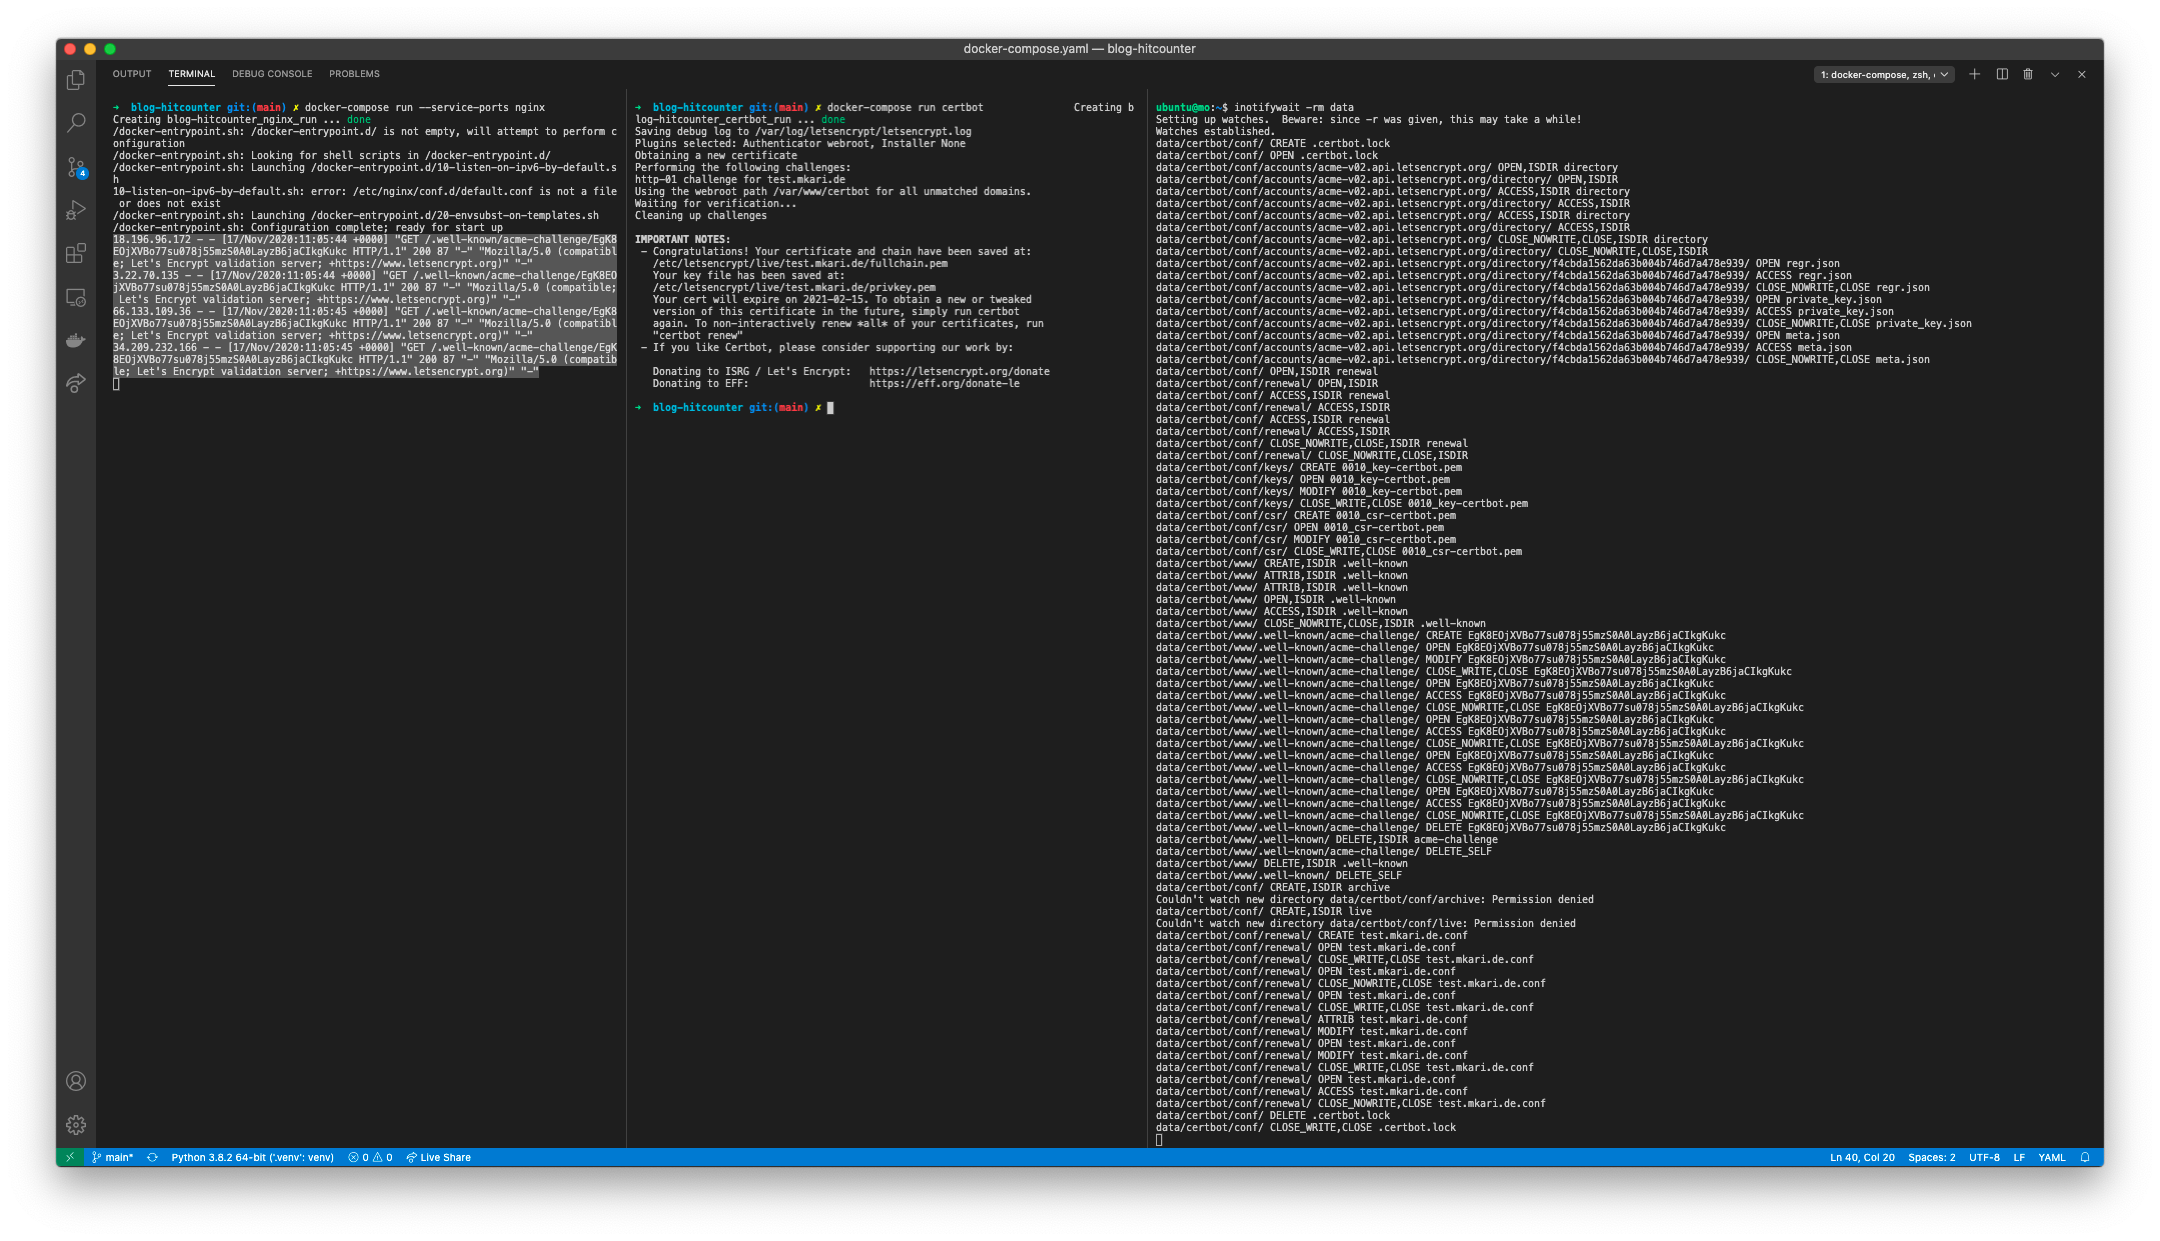 docker-compose.yaml — blog-hitcounter
OUTPUT TERMINAL DEBUG CONSOLE PROBLEMS
1: docker-compose, zsh, ‹
➜ blog-hitcounter git:(main) ✗ docker-compose run --service-ports nginx
Creating blog-hitcounter_nginx_run ... done
/docker-entrypoint.sh: /docker-entrypoint.d/ is not empty, will attempt to perform c
onfiguration
/docker-entrypoint.sh: Looking for shell scripts in /docker-entrypoint.d/
/docker-entrypoint.sh: Launching /docker-entrypoint.d/10-listen-on-ipv6-by-default.s
h
10-listen-on-ipv6-by-default.sh: error: /etc/nginx/conf.d/default.conf is not a file
 or does not exist
/docker-entrypoint.sh: Launching /docker-entrypoint.d/20-envsubst-on-templates.sh
/docker-entrypoint.sh: Configuration complete; ready for start up
18.196.96.172 - - [17/Nov/2020:11:05:44 +0000] "GET /.well-known/acme-challenge/EgK8
EOjXVBo77su078j55mzS0A0LayzB6jaCIkgKukc HTTP/1.1" 200 87 "-" "Mozilla/5.0 (compatibl
e; Let's Encrypt validation server; +https://www.letsencrypt.org)" "-"
3.22.70.135 - - [17/Nov/2020:11:05:44 +0000] "GET /.well-known/acme-challenge/EgK8EO
jXVBo77su078j55mzS0A0LayzB6jaCIkgKukc HTTP/1.1" 200 87 "-" "Mozilla/5.0 (compatible;
 Let's Encrypt validation server; +https://www.letsencrypt.org)" "-"
66.133.109.36 - - [17/Nov/2020:11:05:45 +0000] "GET /.well-known/acme-challenge/EgK8
EOjXVBo77su078j55mzS0A0LayzB6jaCIkgKukc HTTP/1.1" 200 87 "-" "Mozilla/5.0 (compatibl
e; Let's Encrypt validation server; +https://www.letsencrypt.org)" "-"
34.209.232.166 - - [17/Nov/2020:11:05:45 +0000] "GET /.well-known/acme-challenge/EgK
8EOjXVBo77su078j55mzS0A0LayzB6jaCIkgKukc HTTP/1.1" 200 87 "-" "Mozilla/5.0 (compatib
le; Let's Encrypt validation server; +https://www.letsencrypt.org)" "-"
➜ blog-hitcounter git:(main) ✗ docker-compose run certbot Creating b
log-hitcounter_certbot_run ... done
Saving debug log to /var/log/letsencrypt/letsencrypt.log
Plugins selected: Authenticator webroot, Installer None
Obtaining a new certificate
Performing the following challenges:
http-01 challenge for test.mkari.de
Using the webroot path /var/www/certbot for all unmatched domains.
Waiting for verification...
Cleaning up challenges
IMPORTANT NOTES:
 - Congratulations! Your certificate and chain have been saved at:
   /etc/letsencrypt/live/test.mkari.de/fullchain.pem
   Your key file has been saved at:
   /etc/letsencrypt/live/test.mkari.de/privkey.pem
   Your cert will expire on 2021-02-15. To obtain a new or tweaked
   version of this certificate in the future, simply run certbot
   again. To non-interactively renew *all* of your certificates, run
   "certbot renew"
 - If you like Certbot, please consider supporting our work by:
   Donating to ISRG / Let's Encrypt: https://letsencrypt.org/donate
   Donating to EFF: https://eff.org/donate-le
➜ blog-hitcounter git:(main) ✗
ubuntu@mo:~$ inotifywait -rm data
Setting up watches. Beware: since -r was given, this may take a while!
Watches established.
data/certbot/conf/ CREATE .certbot.lock
data/certbot/conf/ OPEN .certbot.lock
data/certbot/conf/accounts/acme-v02.api.letsencrypt.org/ OPEN,ISDIR directory
data/certbot/conf/accounts/acme-v02.api.letsencrypt.org/directory/ OPEN,ISDIR
data/certbot/conf/accounts/acme-v02.api.letsencrypt.org/ ACCESS,ISDIR directory
data/certbot/conf/accounts/acme-v02.api.letsencrypt.org/directory/ ACCESS,ISDIR
data/certbot/conf/accounts/acme-v02.api.letsencrypt.org/ ACCESS,ISDIR directory
data/certbot/conf/accounts/acme-v02.api.letsencrypt.org/directory/ ACCESS,ISDIR
data/certbot/conf/accounts/acme-v02.api.letsencrypt.org/ CLOSE_NOWRITE,CLOSE,ISDIR directory
data/certbot/conf/accounts/acme-v02.api.letsencrypt.org/directory/ CLOSE_NOWRITE,CLOSE,ISDIR
data/certbot/conf/accounts/acme-v02.api.letsencrypt.org/directory/f4cbda1562da63b004b746d7a478e939/ OPEN regr.json
data/certbot/conf/accounts/acme-v02.api.letsencrypt.org/directory/f4cbda1562da63b004b746d7a478e939/ ACCESS regr.json
data/certbot/conf/accounts/acme-v02.api.letsencrypt.org/directory/f4cbda1562da63b004b746d7a478e939/ CLOSE_NOWRITE,CLOSE regr.json
data/certbot/conf/accounts/acme-v02.api.letsencrypt.org/directory/f4cbda1562da63b004b746d7a478e939/ OPEN private_key.json
data/certbot/conf/accounts/acme-v02.api.letsencrypt.org/directory/f4cbda1562da63b004b746d7a478e939/ ACCESS private_key.json
data/certbot/conf/accounts/acme-v02.api.letsencrypt.org/directory/f4cbda1562da63b004b746d7a478e939/ CLOSE_NOWRITE,CLOSE private_key.json
data/certbot/conf/accounts/acme-v02.api.letsencrypt.org/directory/f4cbda1562da63b004b746d7a478e939/ OPEN meta.json
data/certbot/conf/accounts/acme-v02.api.letsencrypt.org/directory/f4cbda1562da63b004b746d7a478e939/ ACCESS meta.json
data/certbot/conf/accounts/acme-v02.api.letsencrypt.org/directory/f4cbda1562da63b004b746d7a478e939/ CLOSE_NOWRITE,CLOSE meta.json
data/certbot/conf/ OPEN,ISDIR renewal
data/certbot/conf/renewal/ OPEN,ISDIR
data/certbot/conf/ ACCESS,ISDIR renewal
data/certbot/conf/renewal/ ACCESS,ISDIR
data/certbot/conf/ ACCESS,ISDIR renewal
data/certbot/conf/renewal/ ACCESS,ISDIR
data/certbot/conf/ CLOSE_NOWRITE,CLOSE,ISDIR renewal
data/certbot/conf/renewal/ CLOSE_NOWRITE,CLOSE,ISDIR
data/certbot/conf/keys/ CREATE 0010_key-certbot.pem
data/certbot/conf/keys/ OPEN 0010_key-certbot.pem
data/certbot/conf/keys/ MODIFY 0010_key-certbot.pem
data/certbot/conf/keys/ CLOSE_WRITE,CLOSE 0010_key-certbot.pem
data/certbot/conf/csr/ CREATE 0010_csr-certbot.pem
data/certbot/conf/csr/ OPEN 0010_csr-certbot.pem
data/certbot/conf/csr/ MODIFY 0010_csr-certbot.pem
data/certbot/conf/csr/ CLOSE_WRITE,CLOSE 0010_csr-certbot.pem
data/certbot/www/ CREATE,ISDIR .well-known
data/certbot/www/ ATTRIB,ISDIR .well-known
data/certbot/www/ ATTRIB,ISDIR .well-known
data/certbot/www/ OPEN,ISDIR .well-known
data/certbot/www/ ACCESS,ISDIR .well-known
data/certbot/www/ CLOSE_NOWRITE,CLOSE,ISDIR .well-known
data/certbot/www/.well-known/acme-challenge/ CREATE EgK8EOjXVBo77su078j55mzS0A0LayzB6jaCIkgKukc
data/certbot/www/.well-known/acme-challenge/ OPEN EgK8EOjXVBo77su078j55mzS0A0LayzB6jaCIkgKukc
data/certbot/www/.well-known/acme-challenge/ MODIFY EgK8EOjXVBo77su078j55mzS0A0LayzB6jaCIkgKukc
data/certbot/www/.well-known/acme-challenge/ CLOSE_WRITE,CLOSE EgK8EOjXVBo77su078j55mzS0A0LayzB6jaCIkgKukc
data/certbot/www/.well-known/acme-challenge/ OPEN EgK8EOjXVBo77su078j55mzS0A0LayzB6jaCIkgKukc
data/certbot/www/.well-known/acme-challenge/ ACCESS EgK8EOjXVBo77su078j55mzS0A0LayzB6jaCIkgKukc
data/certbot/www/.well-known/acme-challenge/ CLOSE_NOWRITE,CLOSE EgK8EOjXVBo77su078j55mzS0A0LayzB6jaCIkgKukc
data/certbot/www/.well-known/acme-challenge/ OPEN EgK8EOjXVBo77su078j55mzS0A0LayzB6jaCIkgKukc
data/certbot/www/.well-known/acme-challenge/ ACCESS EgK8EOjXVBo77su078j55mzS0A0LayzB6jaCIkgKukc
data/certbot/www/.well-known/acme-challenge/ CLOSE_NOWRITE,CLOSE EgK8EOjXVBo77su078j55mzS0A0LayzB6jaCIkgKukc
data/certbot/www/.well-known/acme-challenge/ OPEN EgK8EOjXVBo77su078j55mzS0A0LayzB6jaCIkgKukc
data/certbot/www/.well-known/acme-challenge/ ACCESS EgK8EOjXVBo77su078j55mzS0A0LayzB6jaCIkgKukc
data/certbot/www/.well-known/acme-challenge/ CLOSE_NOWRITE,CLOSE EgK8EOjXVBo77su078j55mzS0A0LayzB6jaCIkgKukc
data/certbot/www/.well-known/acme-challenge/ OPEN EgK8EOjXVBo77su078j55mzS0A0LayzB6jaCIkgKukc
data/certbot/www/.well-known/acme-challenge/ ACCESS EgK8EOjXVBo77su078j55mzS0A0LayzB6jaCIkgKukc
data/certbot/www/.well-known/acme-challenge/ CLOSE_NOWRITE,CLOSE EgK8EOjXVBo77su078j55mzS0A0LayzB6jaCIkgKukc
data/certbot/www/.well-known/acme-challenge/ DELETE EgK8EOjXVBo77su078j55mzS0A0LayzB6jaCIkgKukc
data/certbot/www/.well-known/ DELETE,ISDIR acme-challenge
data/certbot/www/.well-known/acme-challenge/ DELETE_SELF
data/certbot/www/ DELETE,ISDIR .well-known
data/certbot/www/.well-known/ DELETE_SELF
data/certbot/conf/ CREATE,ISDIR archive
Couldn't watch new directory data/certbot/conf/archive: Permission denied
data/certbot/conf/ CREATE,ISDIR live
Couldn't watch new directory data/certbot/conf/live: Permission denied
data/certbot/conf/renewal/ CREATE test.mkari.de.conf
data/certbot/conf/renewal/ OPEN test.mkari.de.conf
data/certbot/conf/renewal/ CLOSE_WRITE,CLOSE test.mkari.de.conf
data/certbot/conf/renewal/ OPEN test.mkari.de.conf
data/certbot/conf/renewal/ CLOSE_NOWRITE,CLOSE test.mkari.de.conf
data/certbot/conf/renewal/ OPEN test.mkari.de.conf
data/certbot/conf/renewal/ CLOSE_WRITE,CLOSE test.mkari.de.conf
data/certbot/conf/renewal/ ATTRIB test.mkari.de.conf
data/certbot/conf/renewal/ MODIFY test.mkari.de.conf
data/certbot/conf/renewal/ OPEN test.mkari.de.conf
data/certbot/conf/renewal/ MODIFY test.mkari.de.conf
data/certbot/conf/renewal/ CLOSE_WRITE,CLOSE test.mkari.de.conf
data/certbot/conf/renewal/ OPEN test.mkari.de.conf
data/certbot/conf/renewal/ ACCESS test.mkari.de.conf
data/certbot/conf/renewal/ CLOSE_NOWRITE,CLOSE test.mkari.de.conf
data/certbot/conf/ DELETE .certbot.lock
data/certbot/conf/ CLOSE_WRITE,CLOSE .certbot.lock
4
main* Python 3.8.2 64-bit ('.venv': venv) 0 0 Live Share Ln 40, Col 20 Spaces: 2 UTF-8 LF YAML